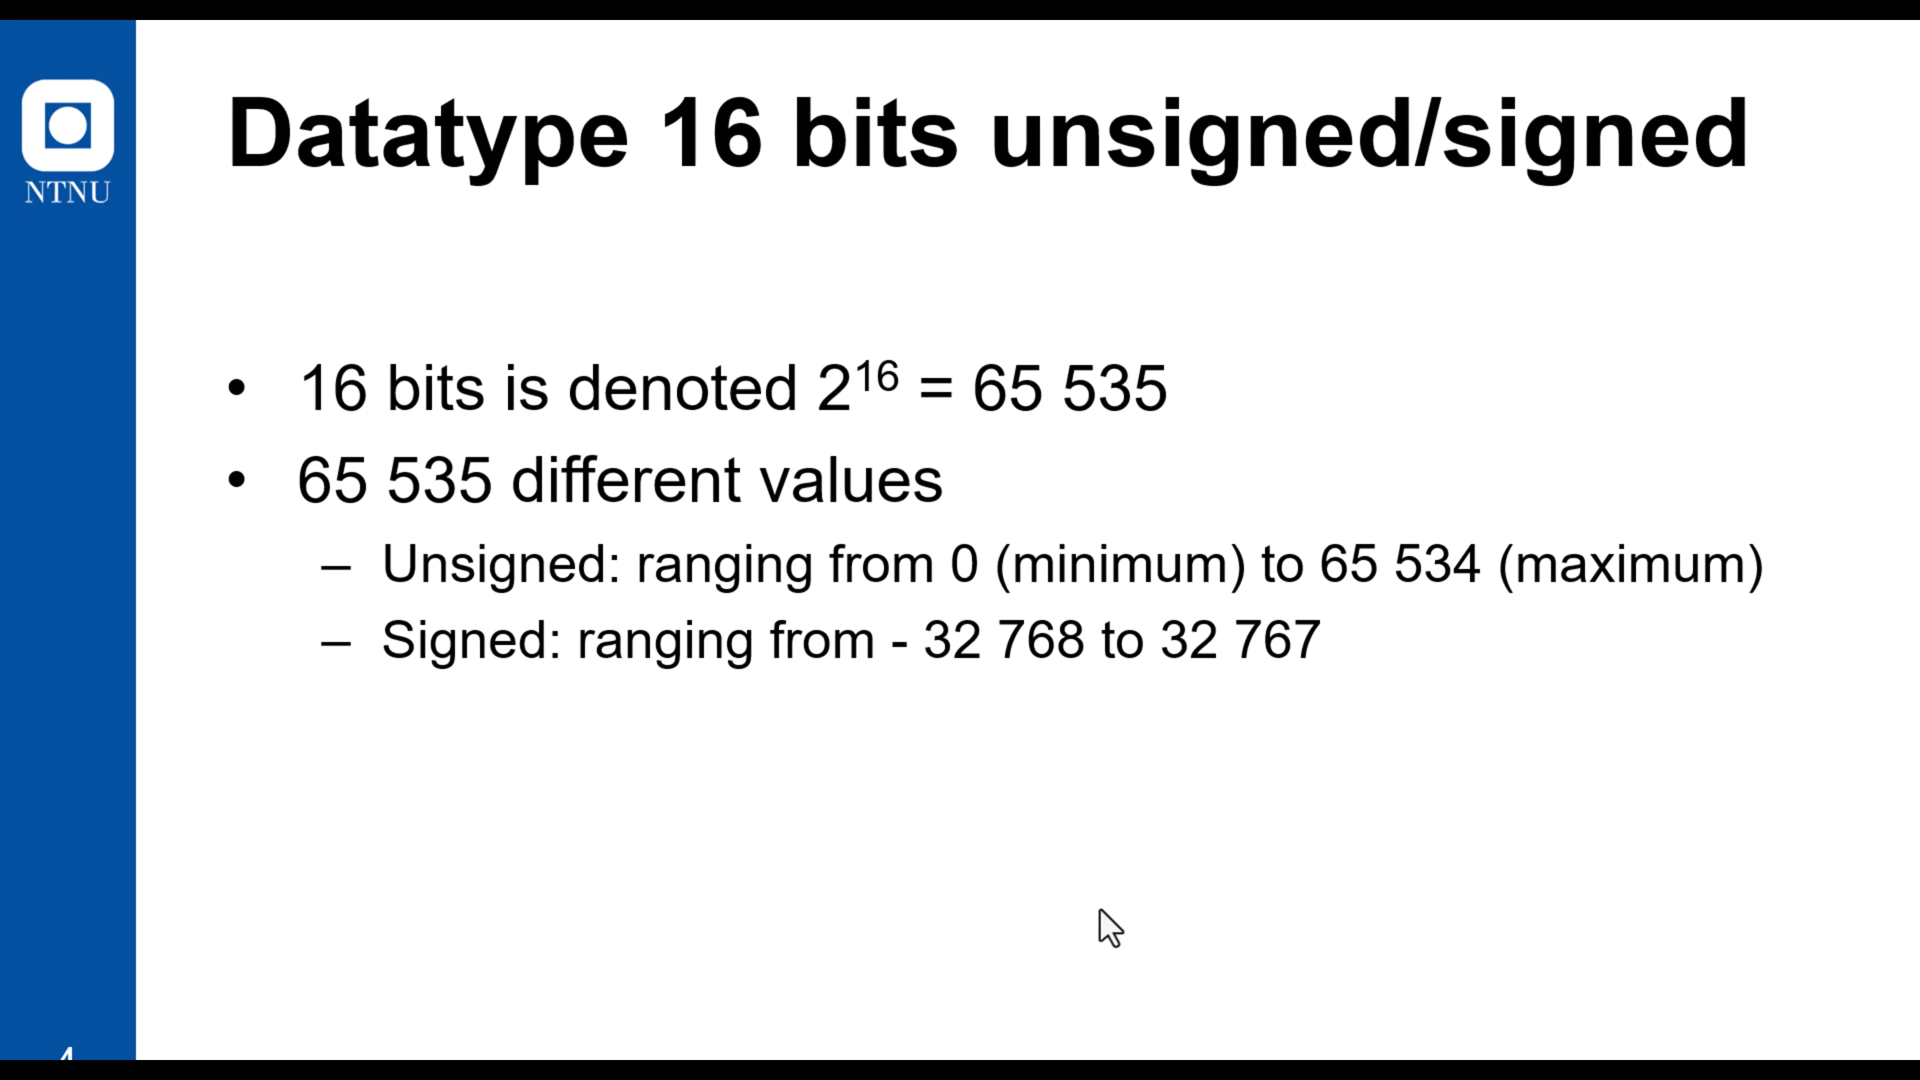 NTNU
Datatype 16 bits unsigned/signed
• 16 bits is denoted 2¹⁶ = 65 535
• 65 535 different values
– Unsigned: ranging from 0 (minimum) to 65 534 (maximum)
– Signed: ranging from - 32 768 to 32 767
4